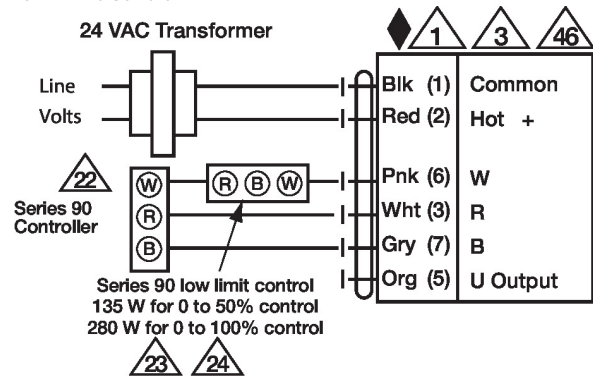 24 VAC Transformer
1 3 46
Line
Volts
Blk (1) Common
Red (2) Hot +
22
Series 90
Controller
W R B W Pnk (6) W
R Wht (3) R
B Gry (7) B
Org (5) U Output
Series 90 low limit control
135 W for 0 to 50% control
280 W for 0 to 100% control
23 24